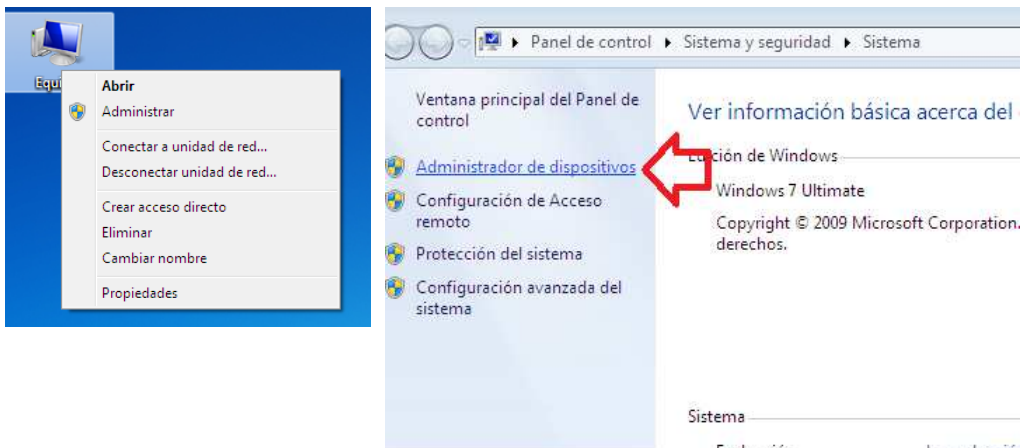 Abrir
Administrar
Conectar a unidad de red...
Desconectar unidad de red...
Crear acceso directo
Eliminar
Cambiar nombre
Propiedades
Panel de control ▸ Sistema y seguridad ▸ Sistema
Ventana principal del Panel de
control
Administrador de dispositivos
Configuración de Acceso
remoto
Protección del sistema
Configuración avanzada del
sistema
Ver información básica acerca del
de Windows
Windows 7 Ultimate
Copyright © 2009 Microsoft Corporation.
derechos.
Sistema